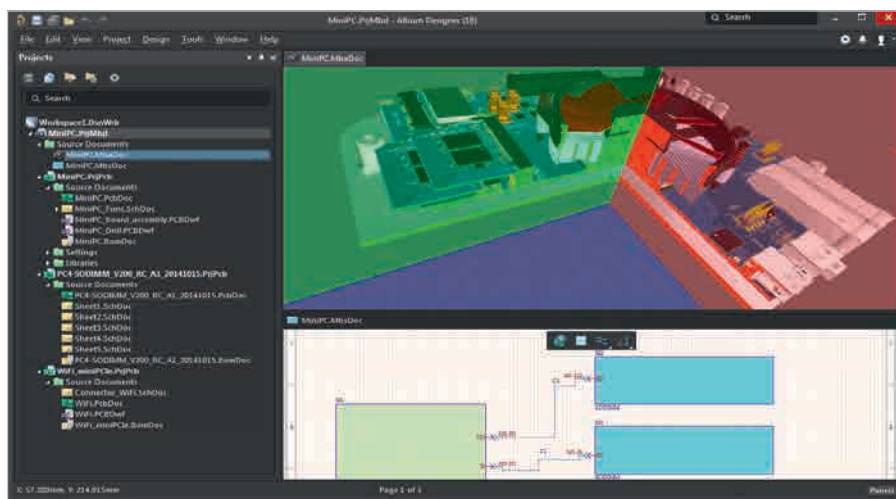 MiniPC.PrjMbd - Altium Designer (18)
Search
File Edit View Project Design Tools Window Help
Projects
Search
Workspace1.DsnWrk
MiniPC.PrjMbd
Source Documents
MiniPC.MbaDoc
MiniPC.MbsDoc
MiniPC.PrjPcb
Source Documents
MiniPC.PcbDoc
MiniPC_Func.SchDoc
MiniPC_board_assembly.PCBDwf
MiniPC_Drill.PCBDwf
MiniPC.BomDoc
Settings
Libraries
PC4-SODIMM_V200_RC_A1_20141015.PrjPcb
Source Documents
PC4-SODIMM_V200_RC_A1_20141015.PcbDoc
Sheet1.SchDoc
Sheet2.SchDoc
Sheet3.SchDoc
Sheet4.SchDoc
Sheet5.SchDoc
PC4-SODIMM_V200_RC_A1_20141015.BomDoc
WiFi_miniPCIe.PrjPcb
Source Documents
Connector_WiFi.SchDoc
WiFi.PcbDoc
WiFi.PCBDwf
WiFi_miniPCIe.BomDoc
MiniPC.MbaDoc
MiniPC.MbsDoc
Page 1 of 1
Panels